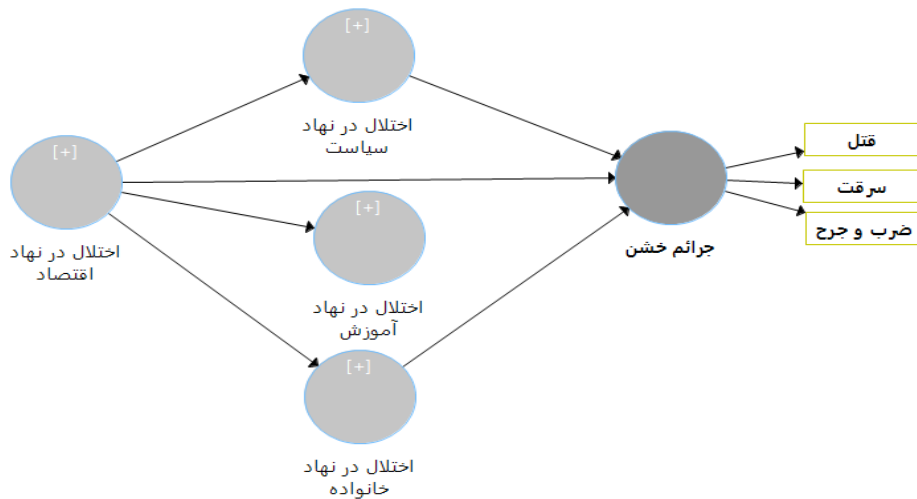 [+]
اختلال در نهاد
سیاست
[+]
اختلال در نهاد
اقتصاد
[+]
اختلال در نهاد
آموزش
[+]
اختلال در نهاد
خانواده
جرائم خشن
قتل
سرقت
ضرب و جرح